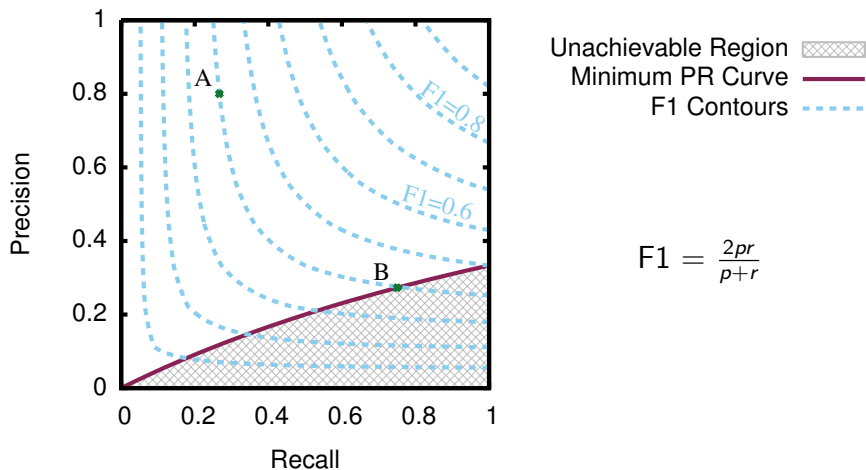 1
0.8
0.6
0.4
0.2
0
0 0.2 0.4 0.6 0.8 1
Precision
Recall
A
B
F1=0.8
F1=0.6
Unachievable Region
Minimum PR Curve
F1 Contours
F1 = 2pr / p+r